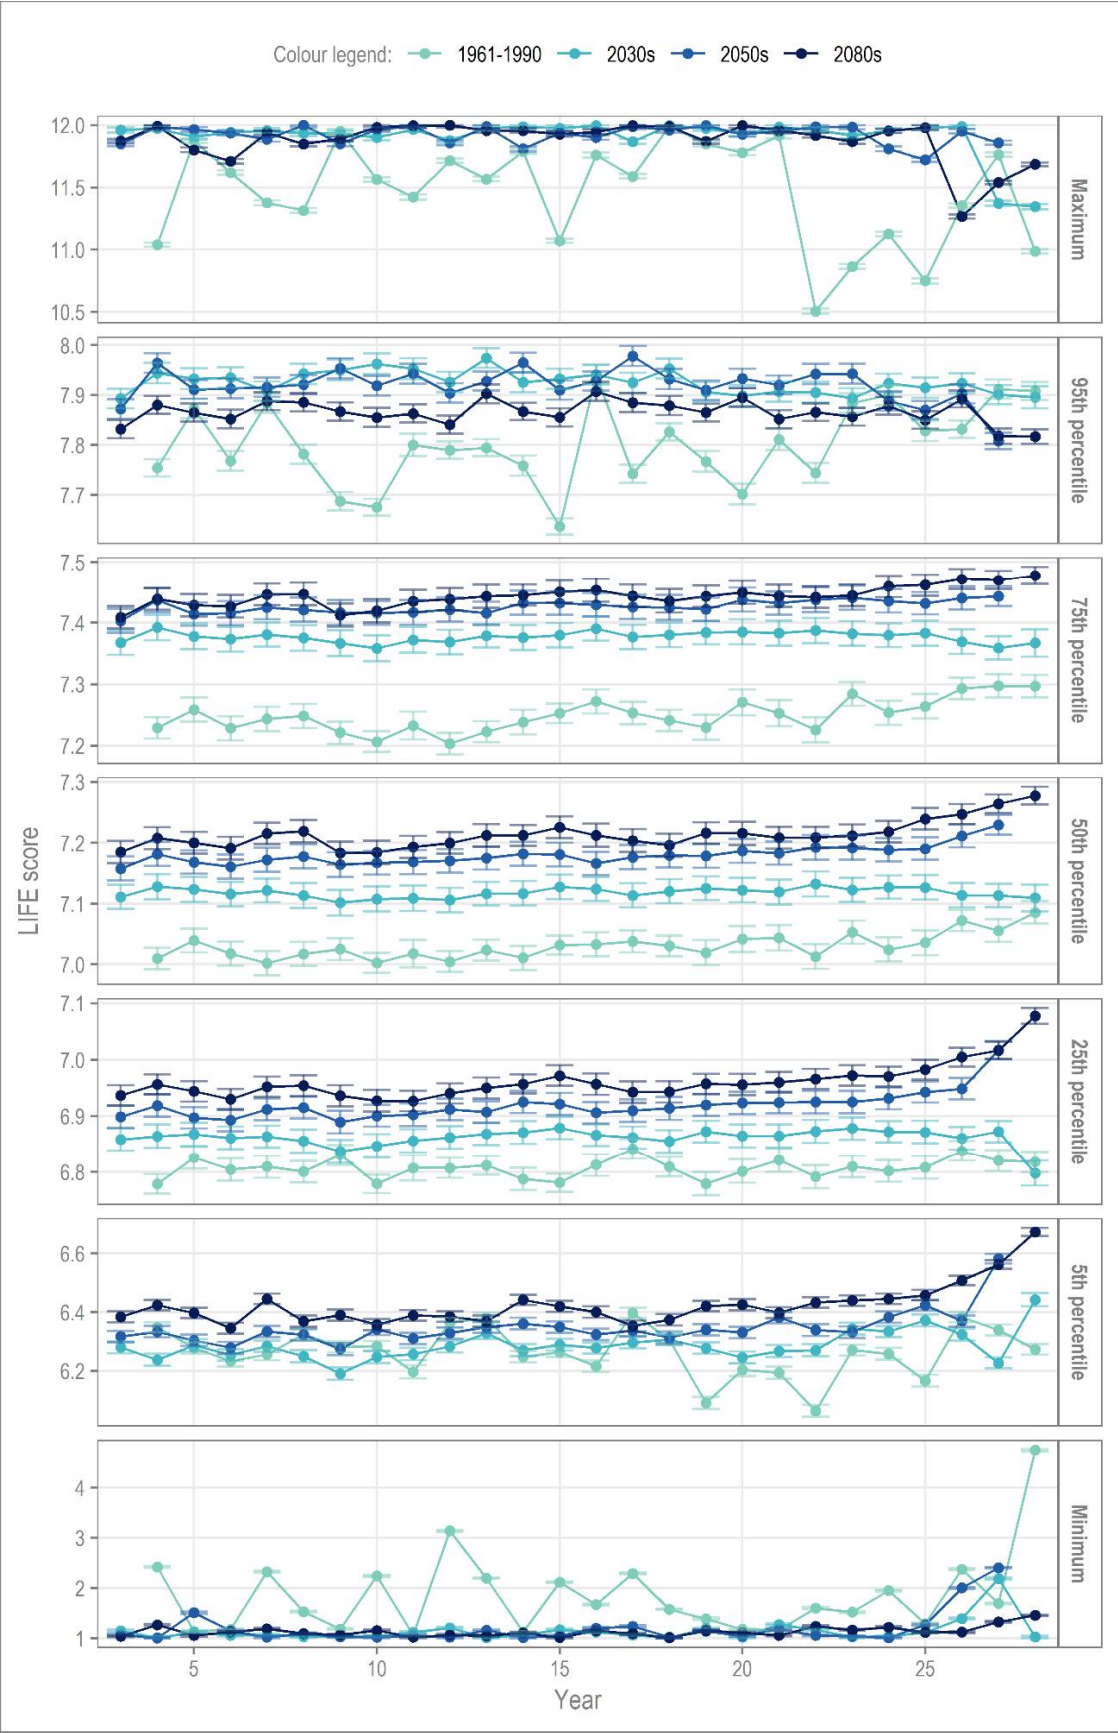 Colour legend: 1961-1990 2030s 2050s 2080s
12.0
11.5
11.0
10.5
Maximum
8.0
7.9
7.8
7.7
95th percentile
7.5
7.4
7.3
7.2
75th percentile
7.3
7.2
7.1
7.0
50th percentile
LIFE score
7.1
7.0
6.9
6.8
25th percentile
6.6
6.4
6.2
5th percentile
4
3
2
1
Minimum
5 10 15 20 25
Year